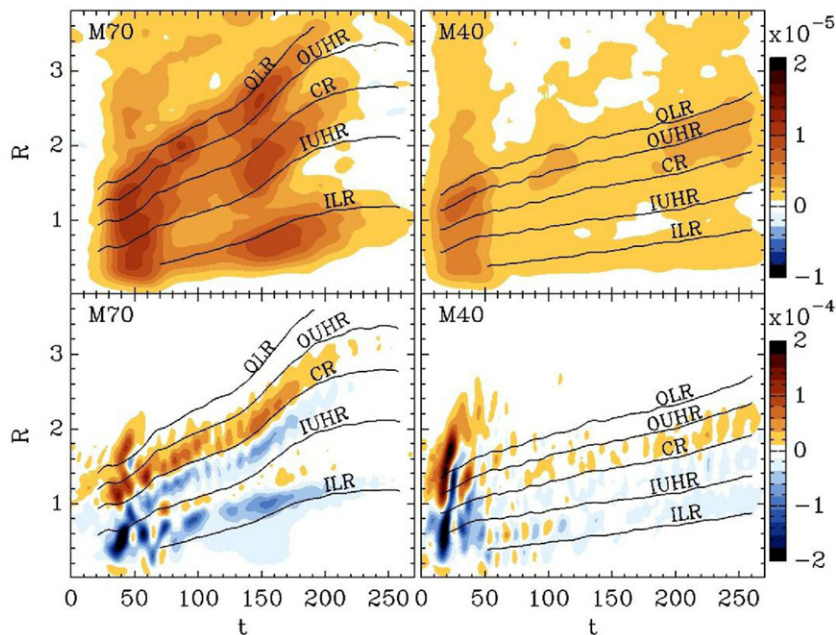 M70
M40
x10⁻⁵
OLR
OUHR
CR
IUHR
ILR
OLR
OUHR
CR
IUHR
ILR
R
3
2
1
2
1
0
−1
M70
M40
x10⁻⁴
OLR
OUHR
CR
IUHR
ILR
OLR
OUHR
CR
IUHR
ILR
R
3
2
1
2
1
0
−1
−2
0 50 100 150 200 250
0 50 100 150 200 250
t
t